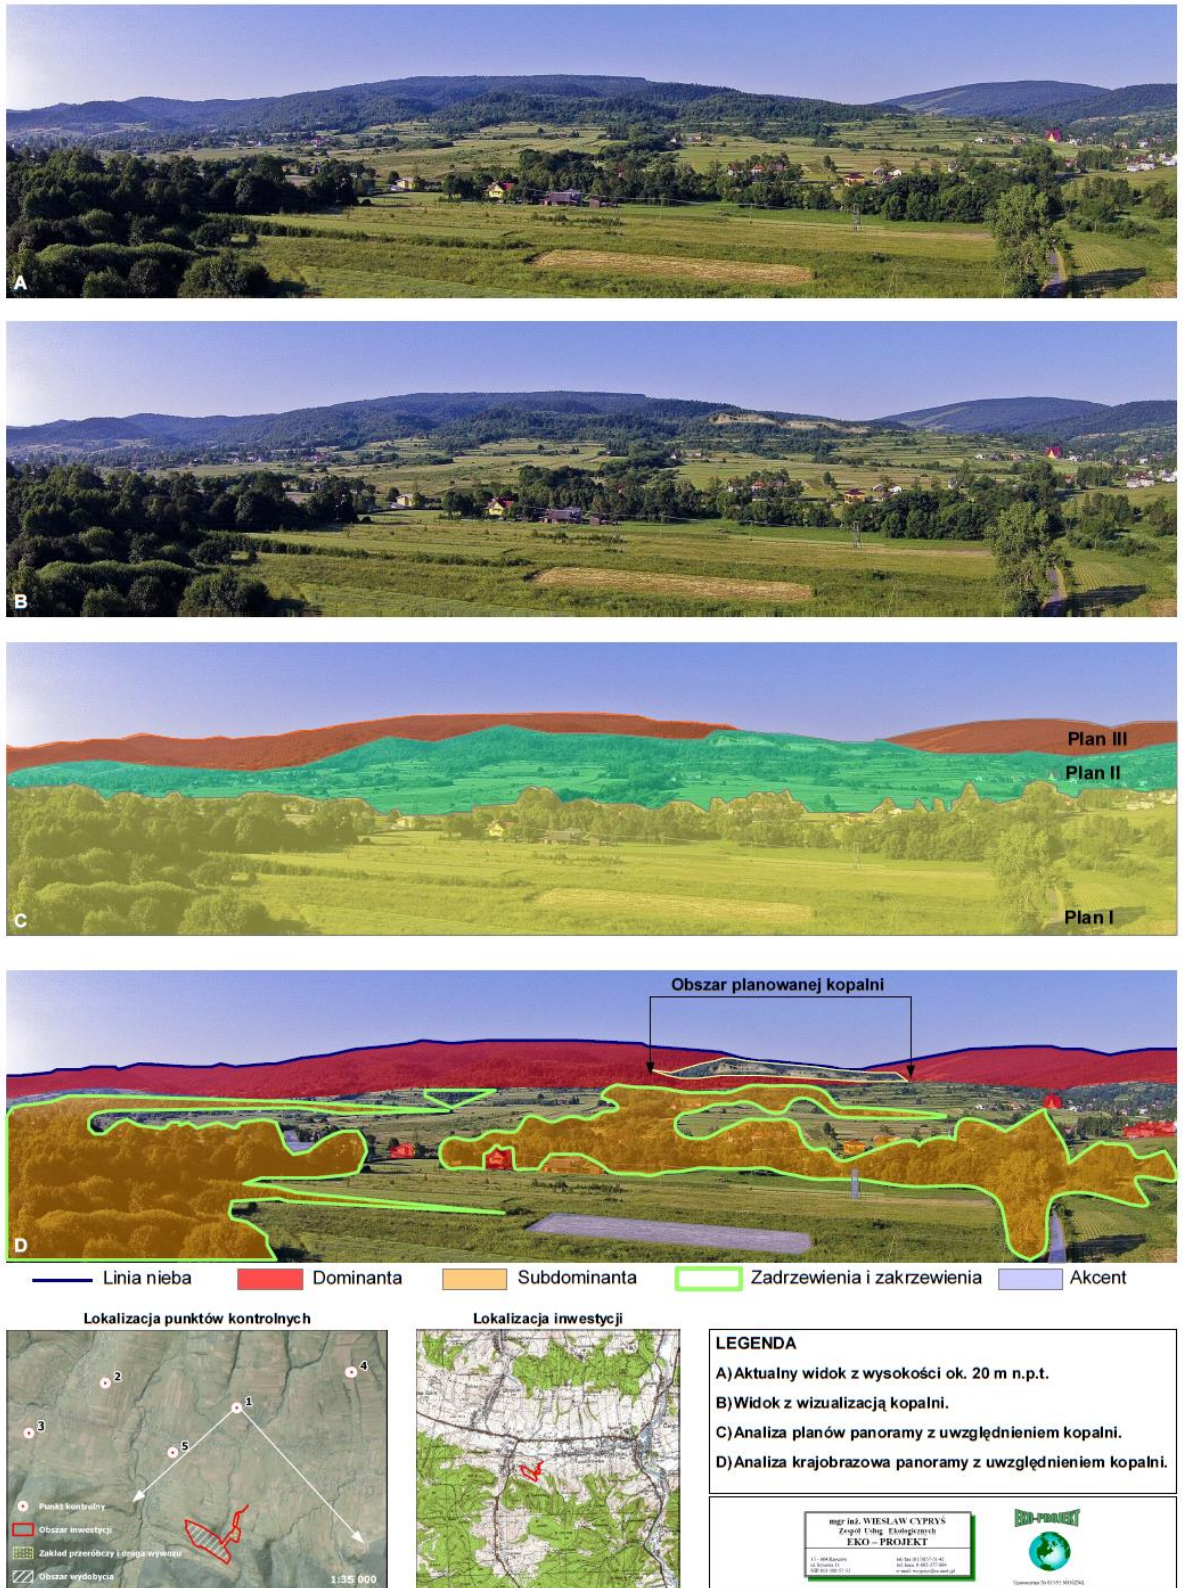 A
B
Plan III
Plan II
Plan I
C
Obszar planowanej kopalni
D
Linia nieba
Dominanta
Subdominanta
Zadrzewienia i zakrzewienia
Akcent
Lokalizacja punktów kontrolnych
2
4
1
3
5
Punkt kontrolny
Obszar inwestycji
Zakład przeróbczy i droga wywozu
Obszar wydobycia
1:35 000
Lokalizacja inwestycji
LEGENDA
A)Aktualny widok z wysokości ok. 20 m n.p.t.
B)Widok z wizualizacją kopalni.
C)Analiza planów panoramy z uwzględnieniem kopalni.
D)Analiza krajobrazowa panoramy z uwzględnieniem kopalni.
mgr inż. WIESŁAW CYPRYŚ
Zespół Usług Ekologicznych
EKO – PROJEKT
EKO-PROJEKT